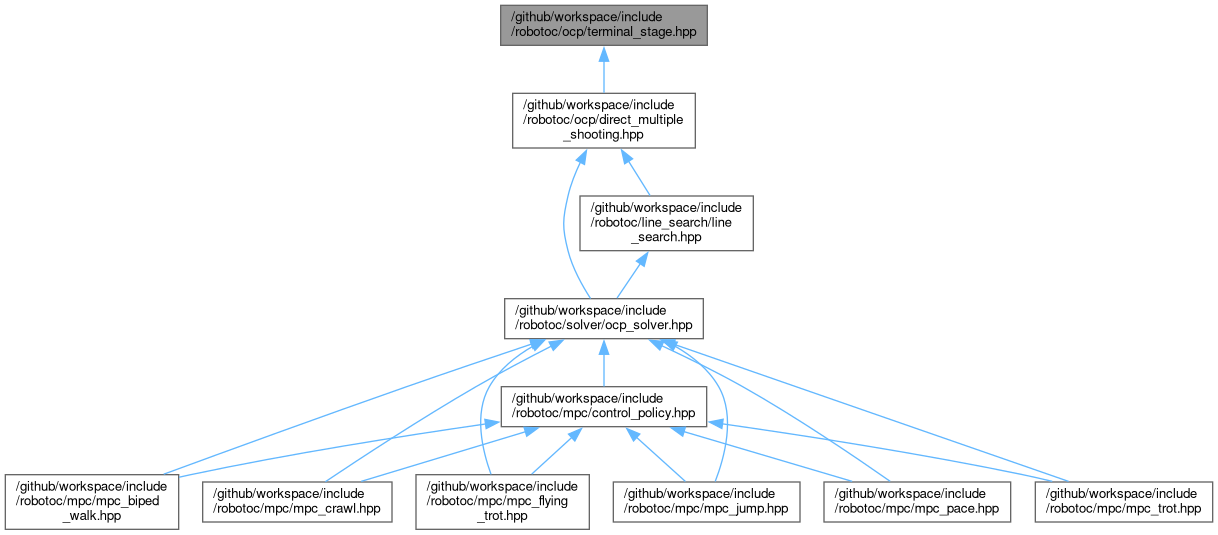 /github/workspace/include
/robotoc/ocp/terminal_stage.hpp
/github/workspace/include
/robotoc/ocp/direct_multiple
_shooting.hpp
/github/workspace/include
/robotoc/line_search/line
_search.hpp
/github/workspace/include
/robotoc/solver/ocp_solver.hpp
/github/workspace/include
/robotoc/mpc/control_policy.hpp
/github/workspace/include
/robotoc/mpc/mpc_biped
_walk.hpp
/github/workspace/include
/robotoc/mpc/mpc_crawl.hpp
/github/workspace/include
/robotoc/mpc/mpc_flying
_trot.hpp
/github/workspace/include
/robotoc/mpc/mpc_jump.hpp
/github/workspace/include
/robotoc/mpc/mpc_pace.hpp
/github/workspace/include
/robotoc/mpc/mpc_trot.hpp